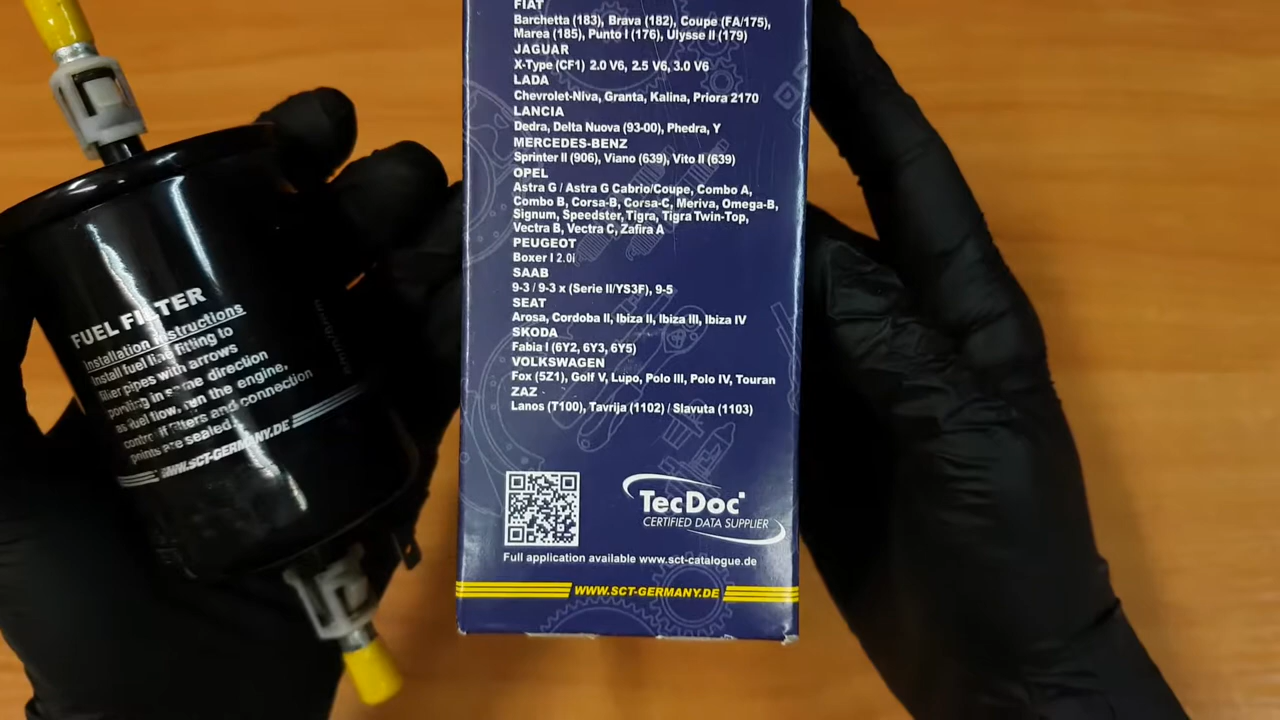 FIAT
Barchetta (183), Brava (182), Coupe (FA/175),
Marea (185), Punto I (176), Ulysse II (179)
JAGUAR
X-Type (CF1) 2.0 V6, 2.5 V6, 3.0 V6
LADA
Chevrolet-Niva, Granta, Kalina, Priora 2170
LANCIA
Dedra, Delta Nuova (93-00), Phedra, Y
MERCEDES-BENZ
Sprinter II (906), Viano (639), Vito II (639)
OPEL
Astra G / Astra G Cabrio/Coupe, Combo A,
Combo B, Corsa-B, Corsa-C, Meriva, Omega-B,
Signum, Speedster, Tigra, Tigra Twin-Top,
Vectra B, Vectra C, Zafira A
PEUGEOT
Boxer I 2.0i
SAAB
9-3 / 9-3 x (Serie II/YS3F), 9-5
SEAT
Arosa, Cordoba II, Ibiza II, Ibiza III, Ibiza IV
SKODA
Fabia I (6Y2, 6Y3, 6Y5)
VOLKSWAGEN
Fox (5Z1), Golf V, Lupo, Polo III, Polo IV, Touran
ZAZ
Lanos (T100), Tavrija (1102) / Slavuta (1103)
TecDoc
CERTIFIED DATA SUPPLIER
Full application available www.sct-catalogue.de
WWW.SCT-GERMANY.DE
FUEL FILTER
Installation Instructions
Install fuel line fitting to
filter pipes with arrows
pointing in same direction
as fuel flow, run the engine,
control if filters and connection
points are sealed.
WWW.SCT-GERMANY.DE